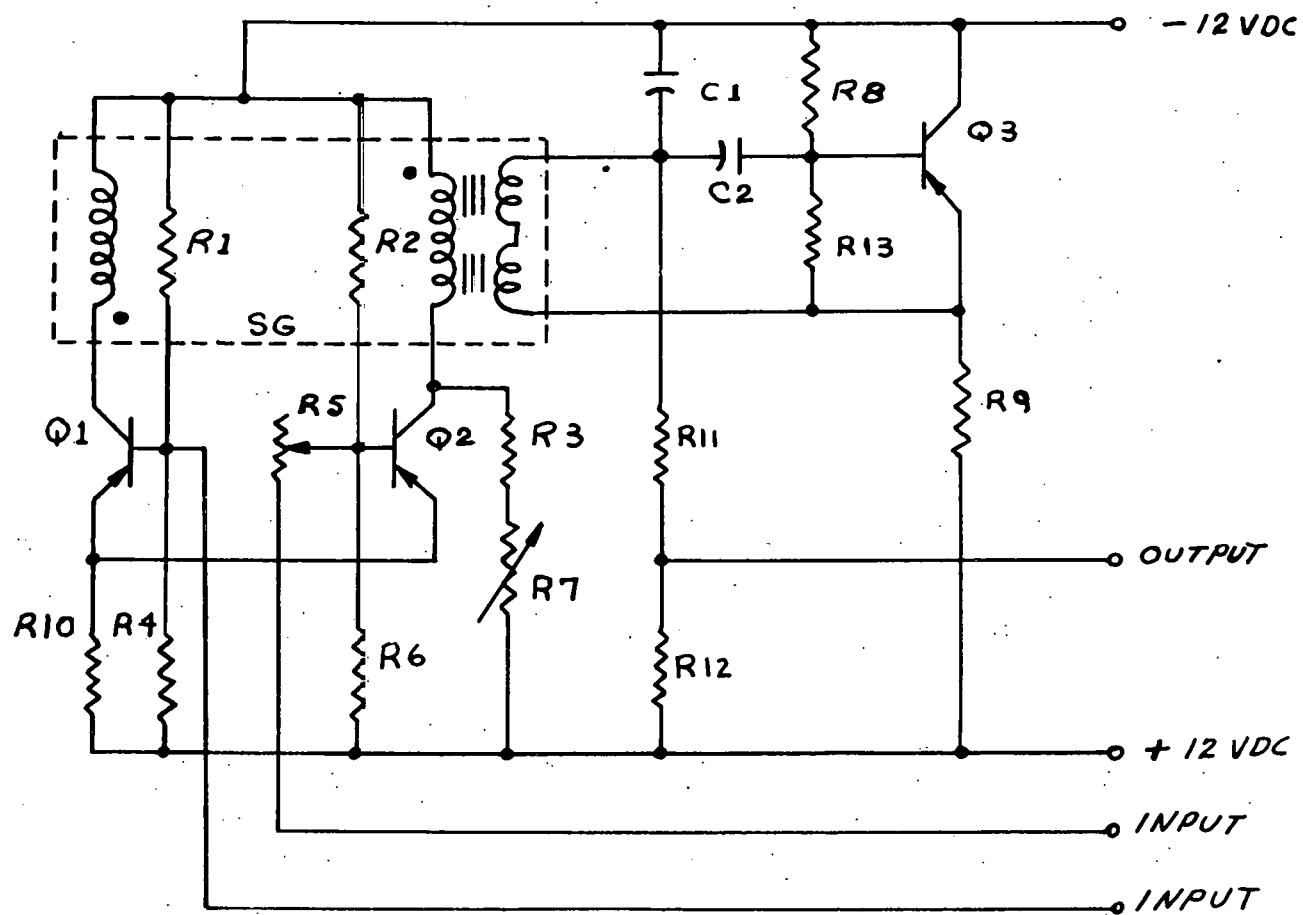 - 12 VDC
C1
R8
Q3
C2
R1
R2
R13
SG
R5
R9
Q1
Q2
R3
R11
OUTPUT
R7
R10
R4
R6
R12
+ 12 VDC
INPUT
INPUT